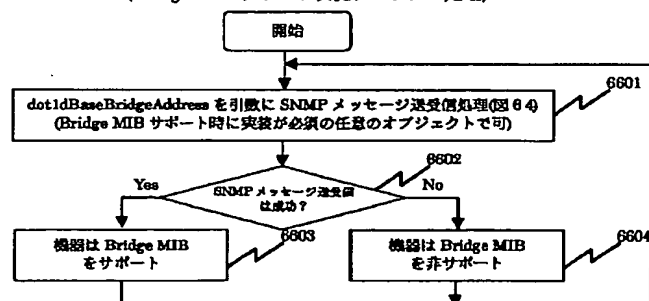 開始
dot1dBaseBridgeAddress を引数に SNMP メッセージ送受信処理(図64)
(Bridge MIB サポート時に実装が必須の任意のオブジェクトで可)
6601
6602
SNMP メッセージ送受信
は成功？
Yes
No
機器は Bridge MIB
をサポート
6603
機器は Bridge MIB
を非サポート
6604